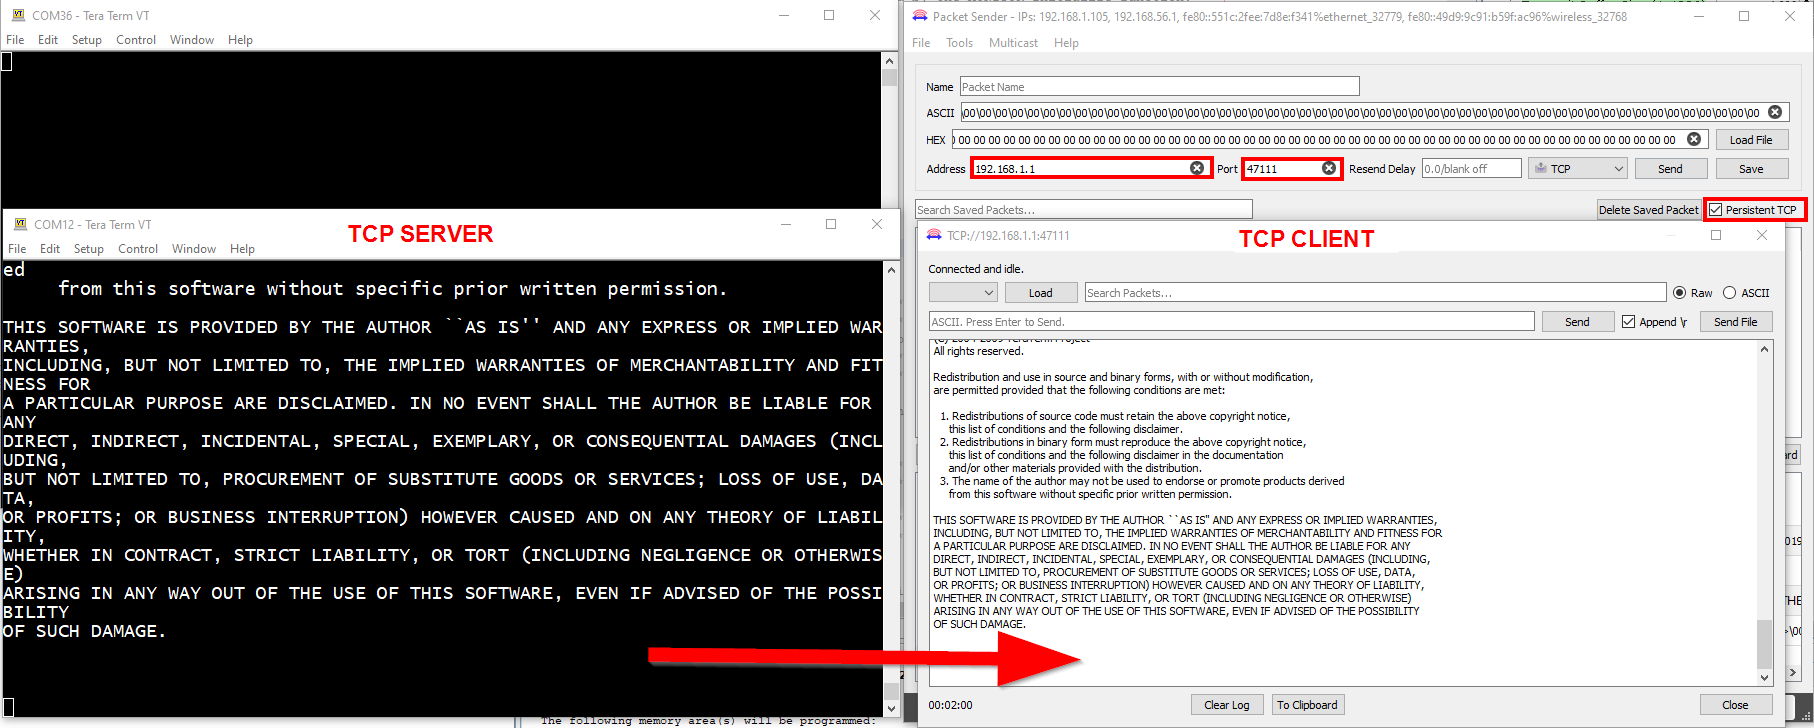 COM36 - Tera Term VT
File Edit Setup Control Window Help
COM12 - Tera Term VT
TCP SERVER
File Edit Setup Control Window Help
ed
from this software without specific prior written permission.
THIS SOFTWARE IS PROVIDED BY THE AUTHOR ``AS IS'' AND ANY EXPRESS OR IMPLIED WAR
RANTIES,
INCLUDING, BUT NOT LIMITED TO, THE IMPLIED WARRANTIES OF MERCHANTABILITY AND FIT
NESS FOR
A PARTICULAR PURPOSE ARE DISCLAIMED. IN NO EVENT SHALL THE AUTHOR BE LIABLE FOR
ANY
DIRECT, INDIRECT, INCIDENTAL, SPECIAL, EXEMPLARY, OR CONSEQUENTIAL DAMAGES (INCL
UDING,
BUT NOT LIMITED TO, PROCUREMENT OF SUBSTITUTE GOODS OR SERVICES; LOSS OF USE, DA
TA,
OR PROFITS; OR BUSINESS INTERRUPTION) HOWEVER CAUSED AND ON ANY THEORY OF LIABIL
ITY,
WHETHER IN CONTRACT, STRICT LIABILITY, OR TORT (INCLUDING NEGLIGENCE OR OTHERWIS
E)
ARISING IN ANY WAY OUT OF THE USE OF THIS SOFTWARE, EVEN IF ADVISED OF THE POSSI
BILITY
OF SUCH DAMAGE.
The following memory area(s) will be programmed:
Packet Sender - IPs: 192.168.1.105, 192.168.56.1, fe80::551c:2fee:7d8e:f341%ethernet_32779, fe80::49d9:9c91:b59f:ac96%wireless_32768
File Tools Multicast Help
Name Packet Name
ASCII \00\00\00\00\00\00\00\00\00\00\00\00\00\00\00\00\00\00\00\00\00\00\00\00\00\00\00\00\00\00\00\00\00\00\00\00\00\00\00\00\00\00\00\00\00\00\00\00\00\00
HEX 00 00 00 00 00 00 00 00 00 00 00 00 00 00 00 00 00 00 00 00 00 00 00 00 00 00 00 00 00 00 00 00 00 00 00 00 00 00 00 00 00 00 00 00 00 00 00 00 Load File
Address 192.168.1.1 Port 47111 Resend Delay 0.0/blank off TCP Send Save
Search Saved Packets... Delete Saved Packet Persistent TCP
TCP://192.168.1.1:47111
TCP CLIENT
Connected and idle.
Load Search Packets... Raw ASCII
ASCII. Press Enter to Send. Send Append \r Send File
All rights reserved.
Redistribution and use in source and binary forms, with or without modification,
are permitted provided that the following conditions are met:
1. Redistributions of source code must retain the above copyright notice,
this list of conditions and the following disclaimer.
2. Redistributions in binary form must reproduce the above copyright notice,
this list of conditions and the following disclaimer in the documentation
and/or other materials provided with the distribution.
3. The name of the author may not be used to endorse or promote products derived
from this software without specific prior written permission.
THIS SOFTWARE IS PROVIDED BY THE AUTHOR ``AS IS'' AND ANY EXPRESS OR IMPLIED WARRANTIES,
INCLUDING, BUT NOT LIMITED TO, THE IMPLIED WARRANTIES OF MERCHANTABILITY AND FITNESS FOR
A PARTICULAR PURPOSE ARE DISCLAIMED. IN NO EVENT SHALL THE AUTHOR BE LIABLE FOR ANY
DIRECT, INDIRECT, INCIDENTAL, SPECIAL, EXEMPLARY, OR CONSEQUENTIAL DAMAGES (INCLUDING,
BUT NOT LIMITED TO, PROCUREMENT OF SUBSTITUTE GOODS OR SERVICES; LOSS OF USE, DATA,
OR PROFITS; OR BUSINESS INTERRUPTION) HOWEVER CAUSED AND ON ANY THEORY OF LIABILITY,
WHETHER IN CONTRACT, STRICT LIABILITY, OR TORT (INCLUDING NEGLIGENCE OR OTHERWISE)
ARISING IN ANY WAY OUT OF THE USE OF THIS SOFTWARE, EVEN IF ADVISED OF THE POSSIBILITY
OF SUCH DAMAGE.
00:02:00 Clear Log To Clipboard Close